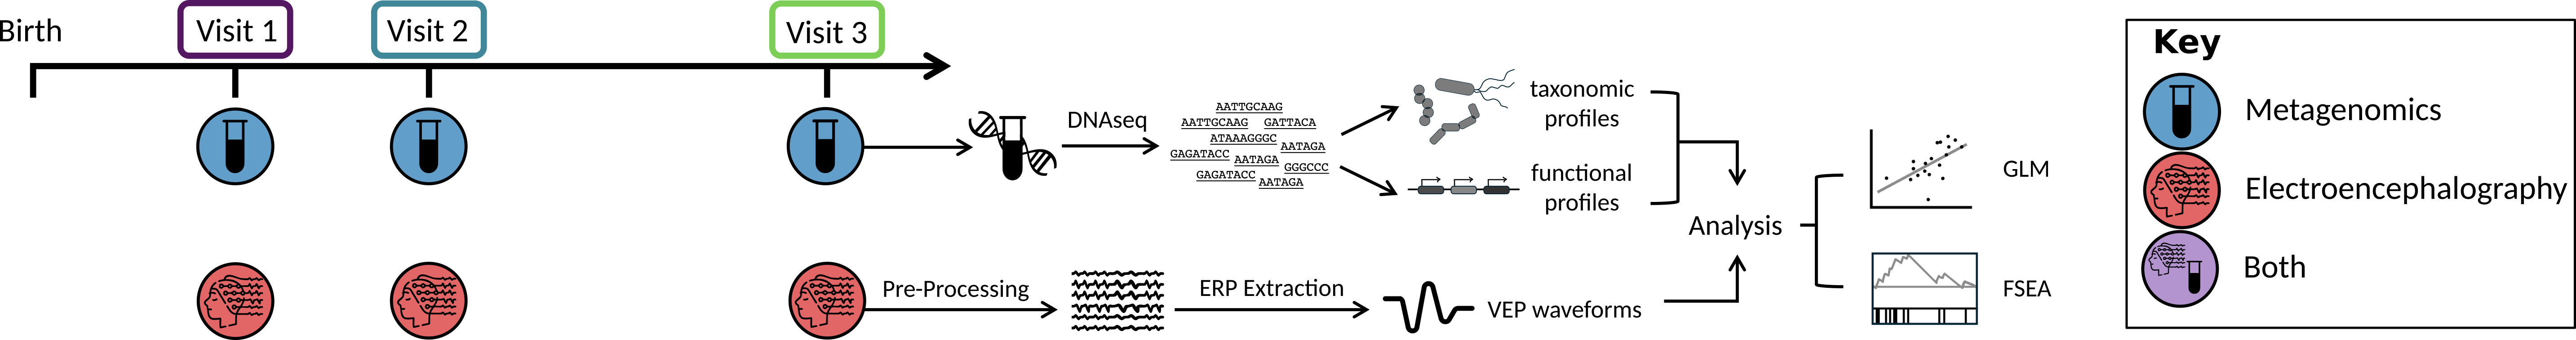 Birth
Visit 1
Visit 2
Visit 3
DNAseq
AATTGCAAG
AATTGCAAG GATTACA
ATAAAGGGC
AATAGA
GAGATACC
AATAGA
GGGCCC
GAGATACC
AATAGA
taxonomic
profiles
functional
profiles
Pre-Processing
ERP Extraction
VEP waveforms
Analysis
GLM
FSEA
Key
Metagenomics
Electroencephalography
Both